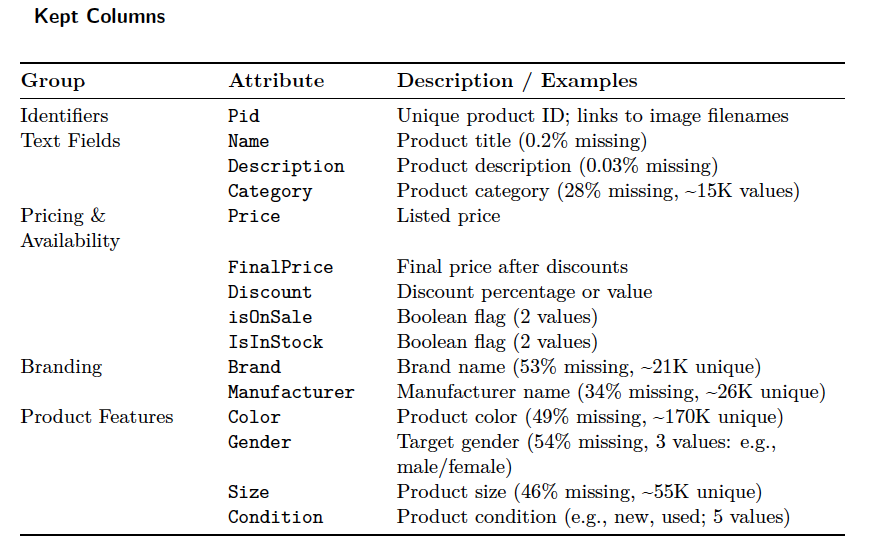 Kept Columns
Group Attribute Description / Examples
Identifiers Pid Unique product ID; links to image filenames
Text Fields Name Product title (0.2% missing)
Description Product description (0.03% missing)
Category Product category (28% missing, ~15K values)
Pricing & Price Listed price
Availability
FinalPrice Final price after discounts
Discount Discount percentage or value
isOnSale Boolean flag (2 values)
IsInStock Boolean flag (2 values)
Branding Brand Brand name (53% missing, ~21K unique)
Manufacturer Manufacturer name (34% missing, ~26K unique)
Product Features Color Product color (49% missing, ~170K unique)
Gender Target gender (54% missing, 3 values: e.g.,
male/female)
Size Product size (46% missing, ~55K unique)
Condition Product condition (e.g., new, used; 5 values)